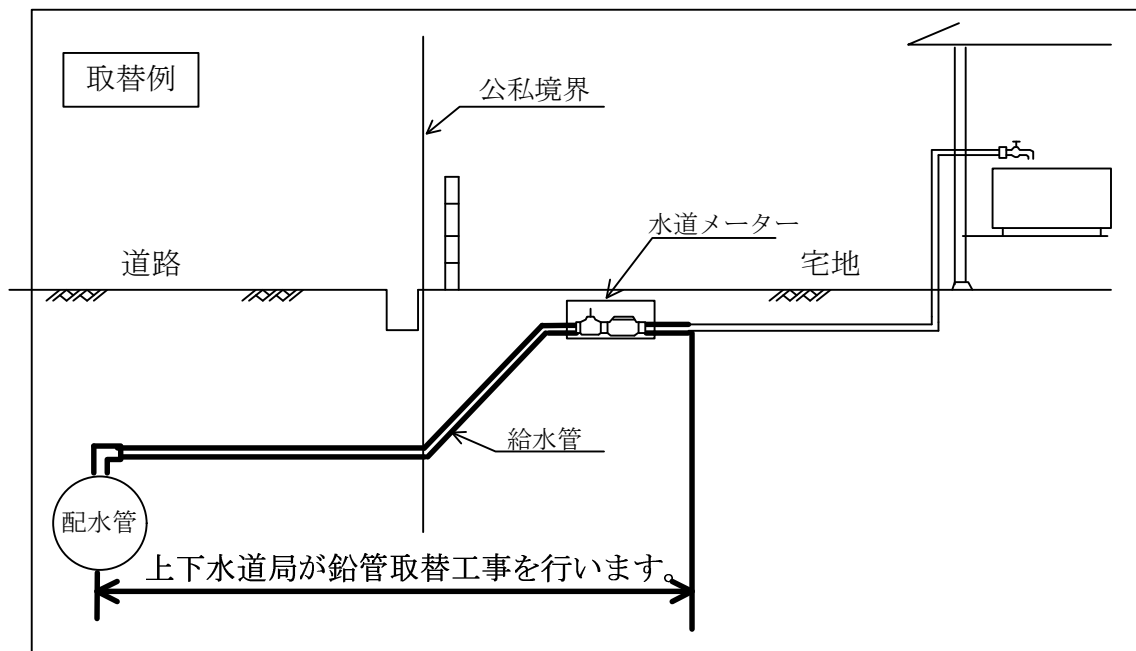 取替例
公私境界
水道メーター
道路
宅地
給水管
配水管
上下水道局が鉛管取替工事を行います。